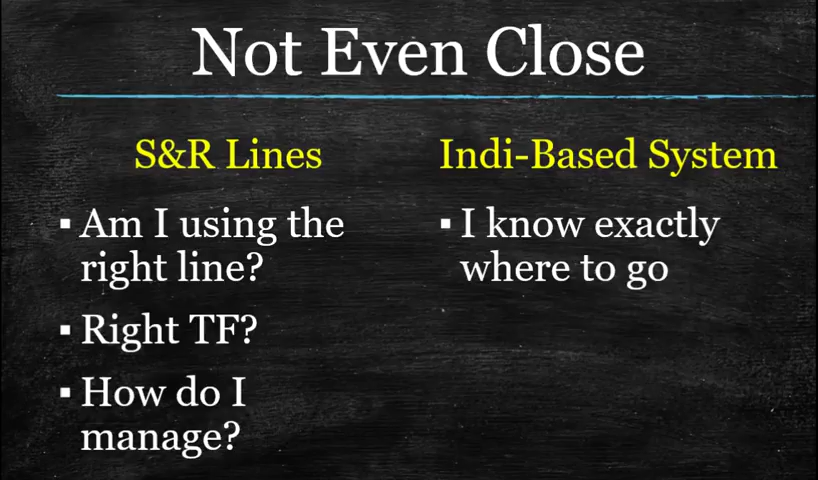 Not Even Close
S&R Lines
▪ Am I using the
right line?
▪ Right TF?
▪ How do I
manage?
Indi-Based System
▪ I know exactly
where to go